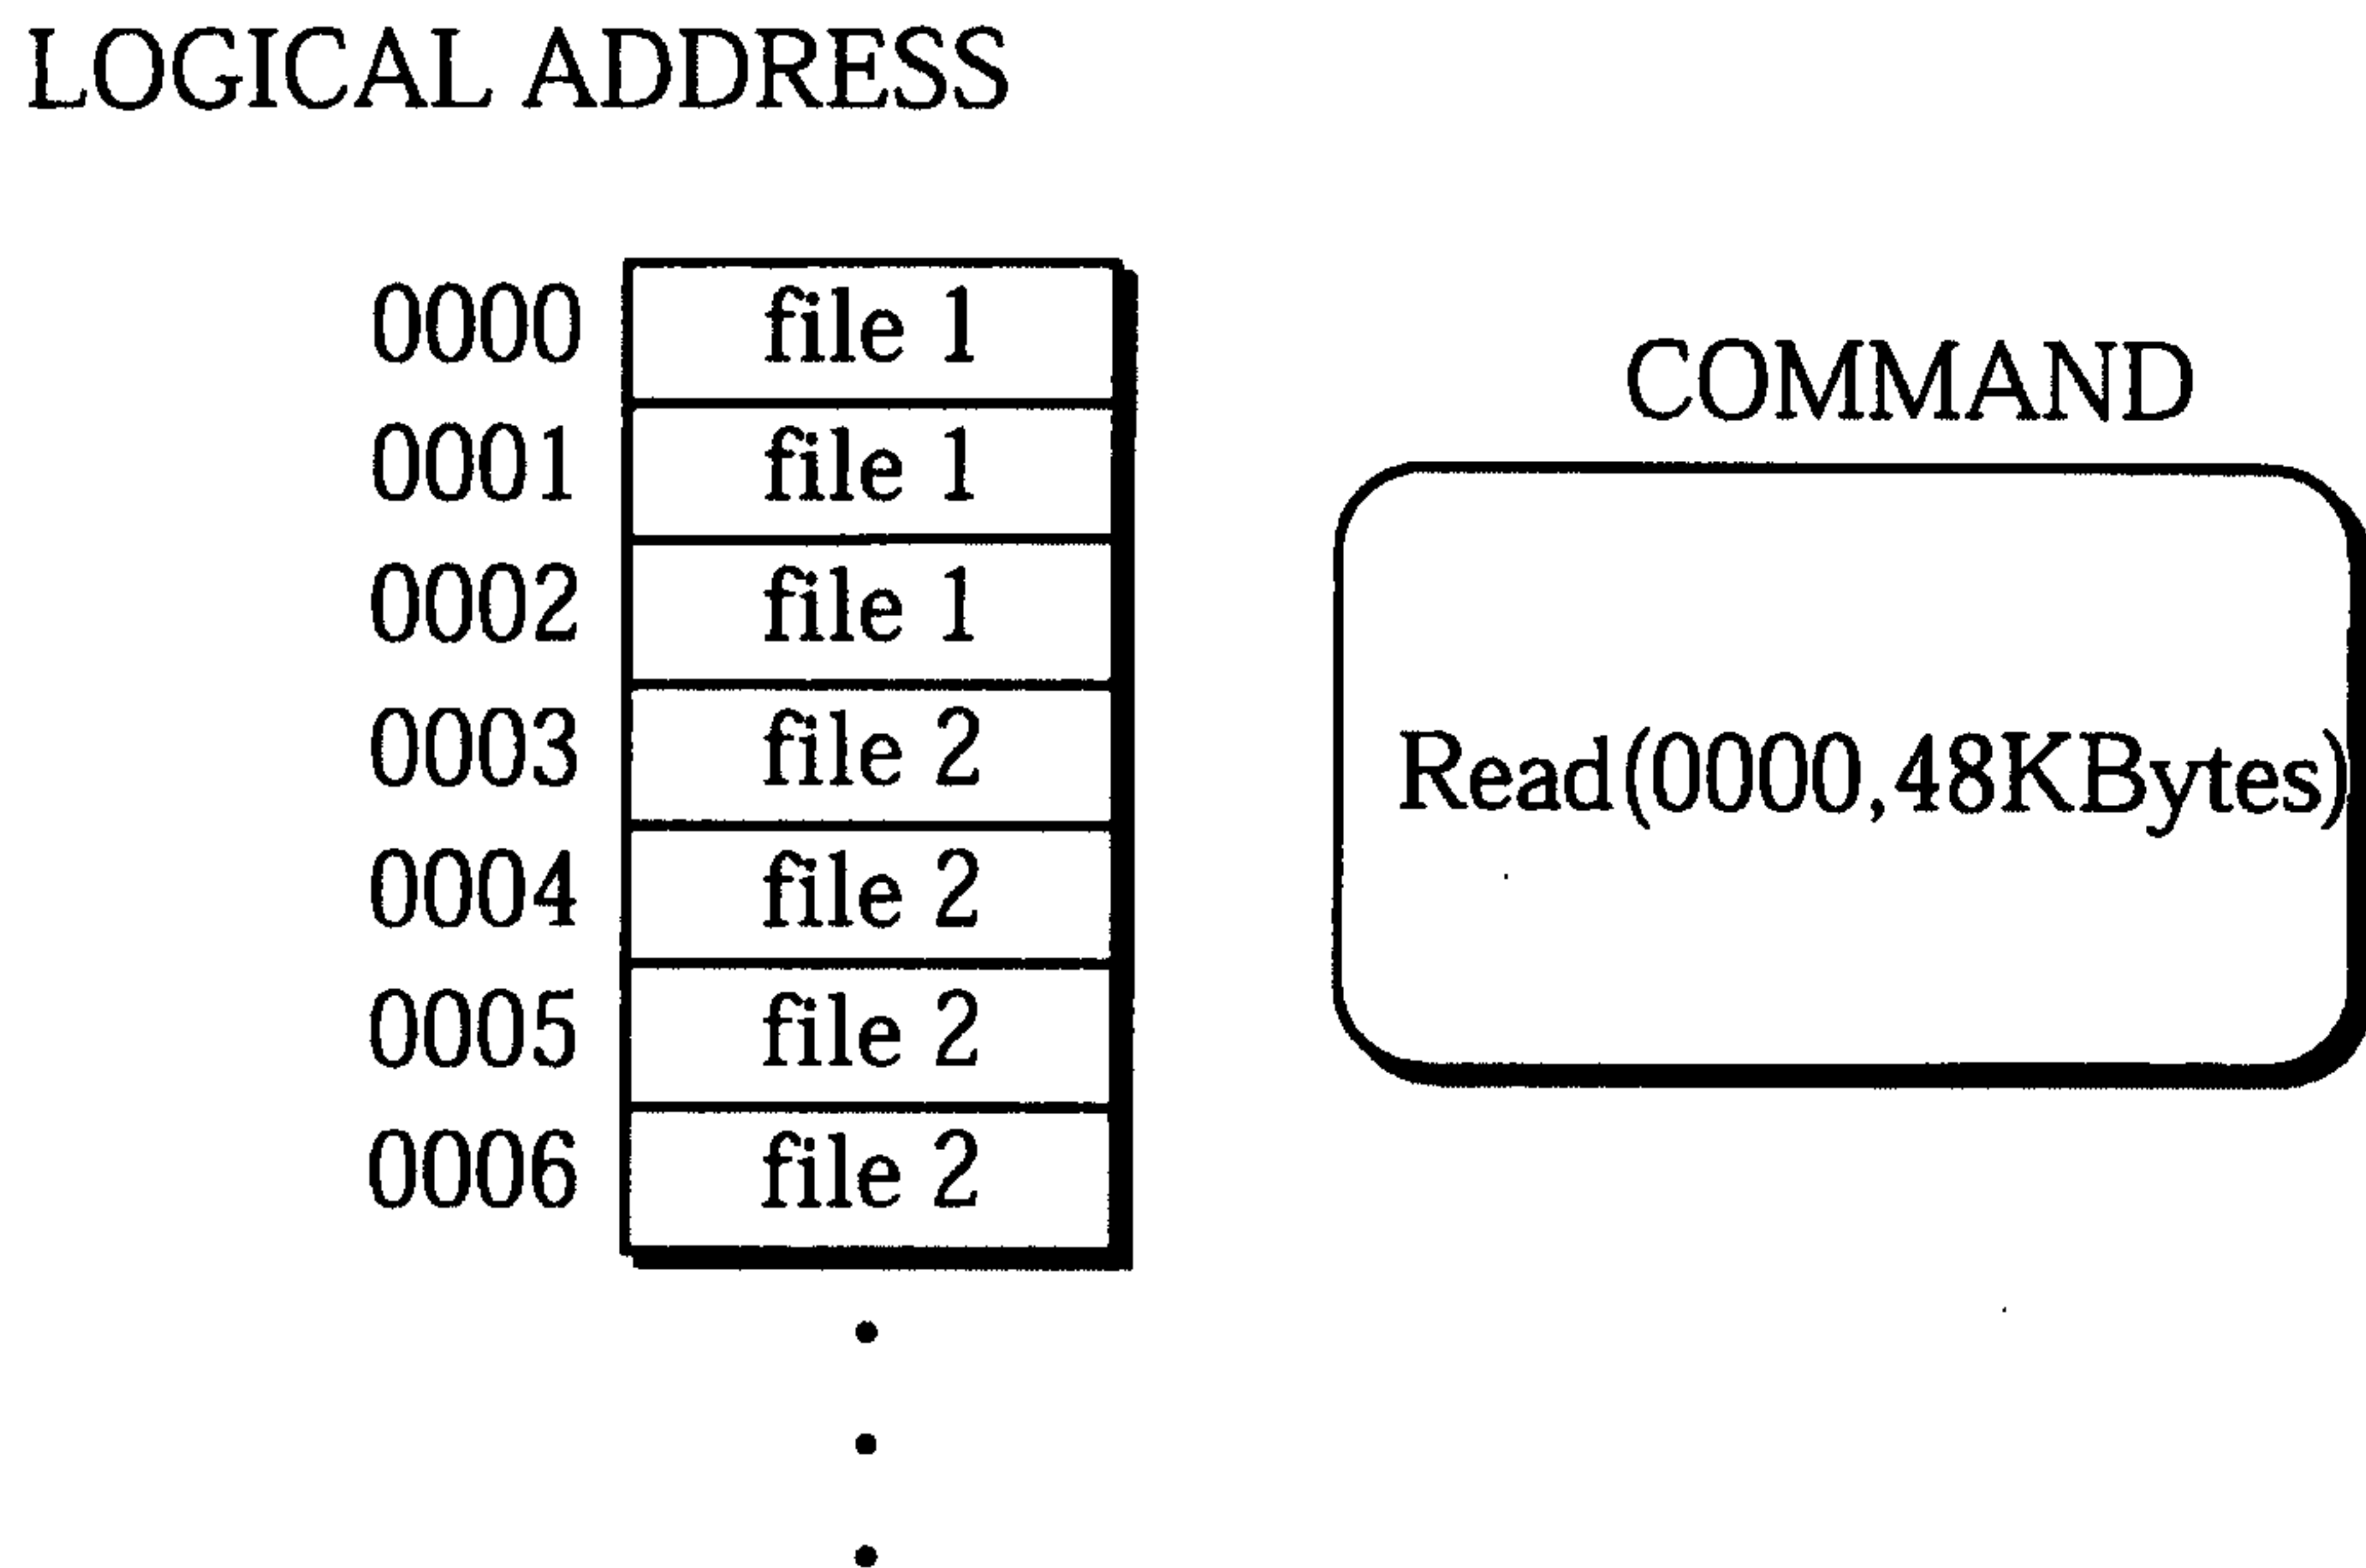 LOGICAL ADDRESS
0000 file 1
0001 file 1
0002 file 1
0003 file 2
0004 file 2
0005 file 2
0006 file 2
COMMAND
Read(0000,48KBytes)